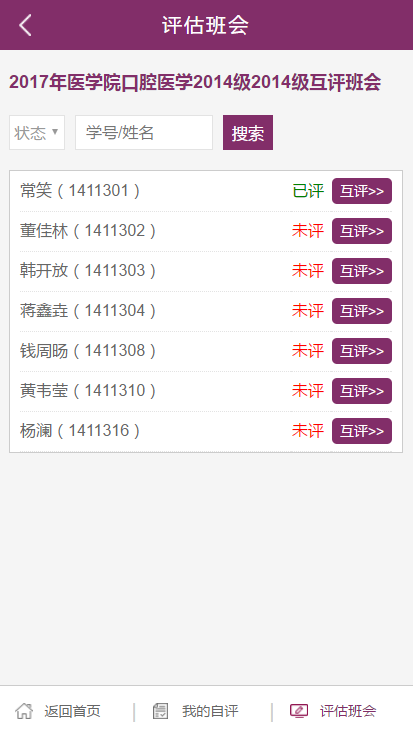 评估班会
2017年医学院口腔医学2014级2014级互评班会
状态 ▼ 学号/姓名 搜索
常笑（1411301） 已评 互评>>
董佳林（1411302） 未评 互评>>
韩开放（1411303） 未评 互评>>
蒋鑫垚（1411304） 未评 互评>>
钱周旸（1411308） 未评 互评>>
黄韦莹（1411310） 未评 互评>>
杨澜（1411316） 未评 互评>>
返回首页 | 我的自评 | 评估班会